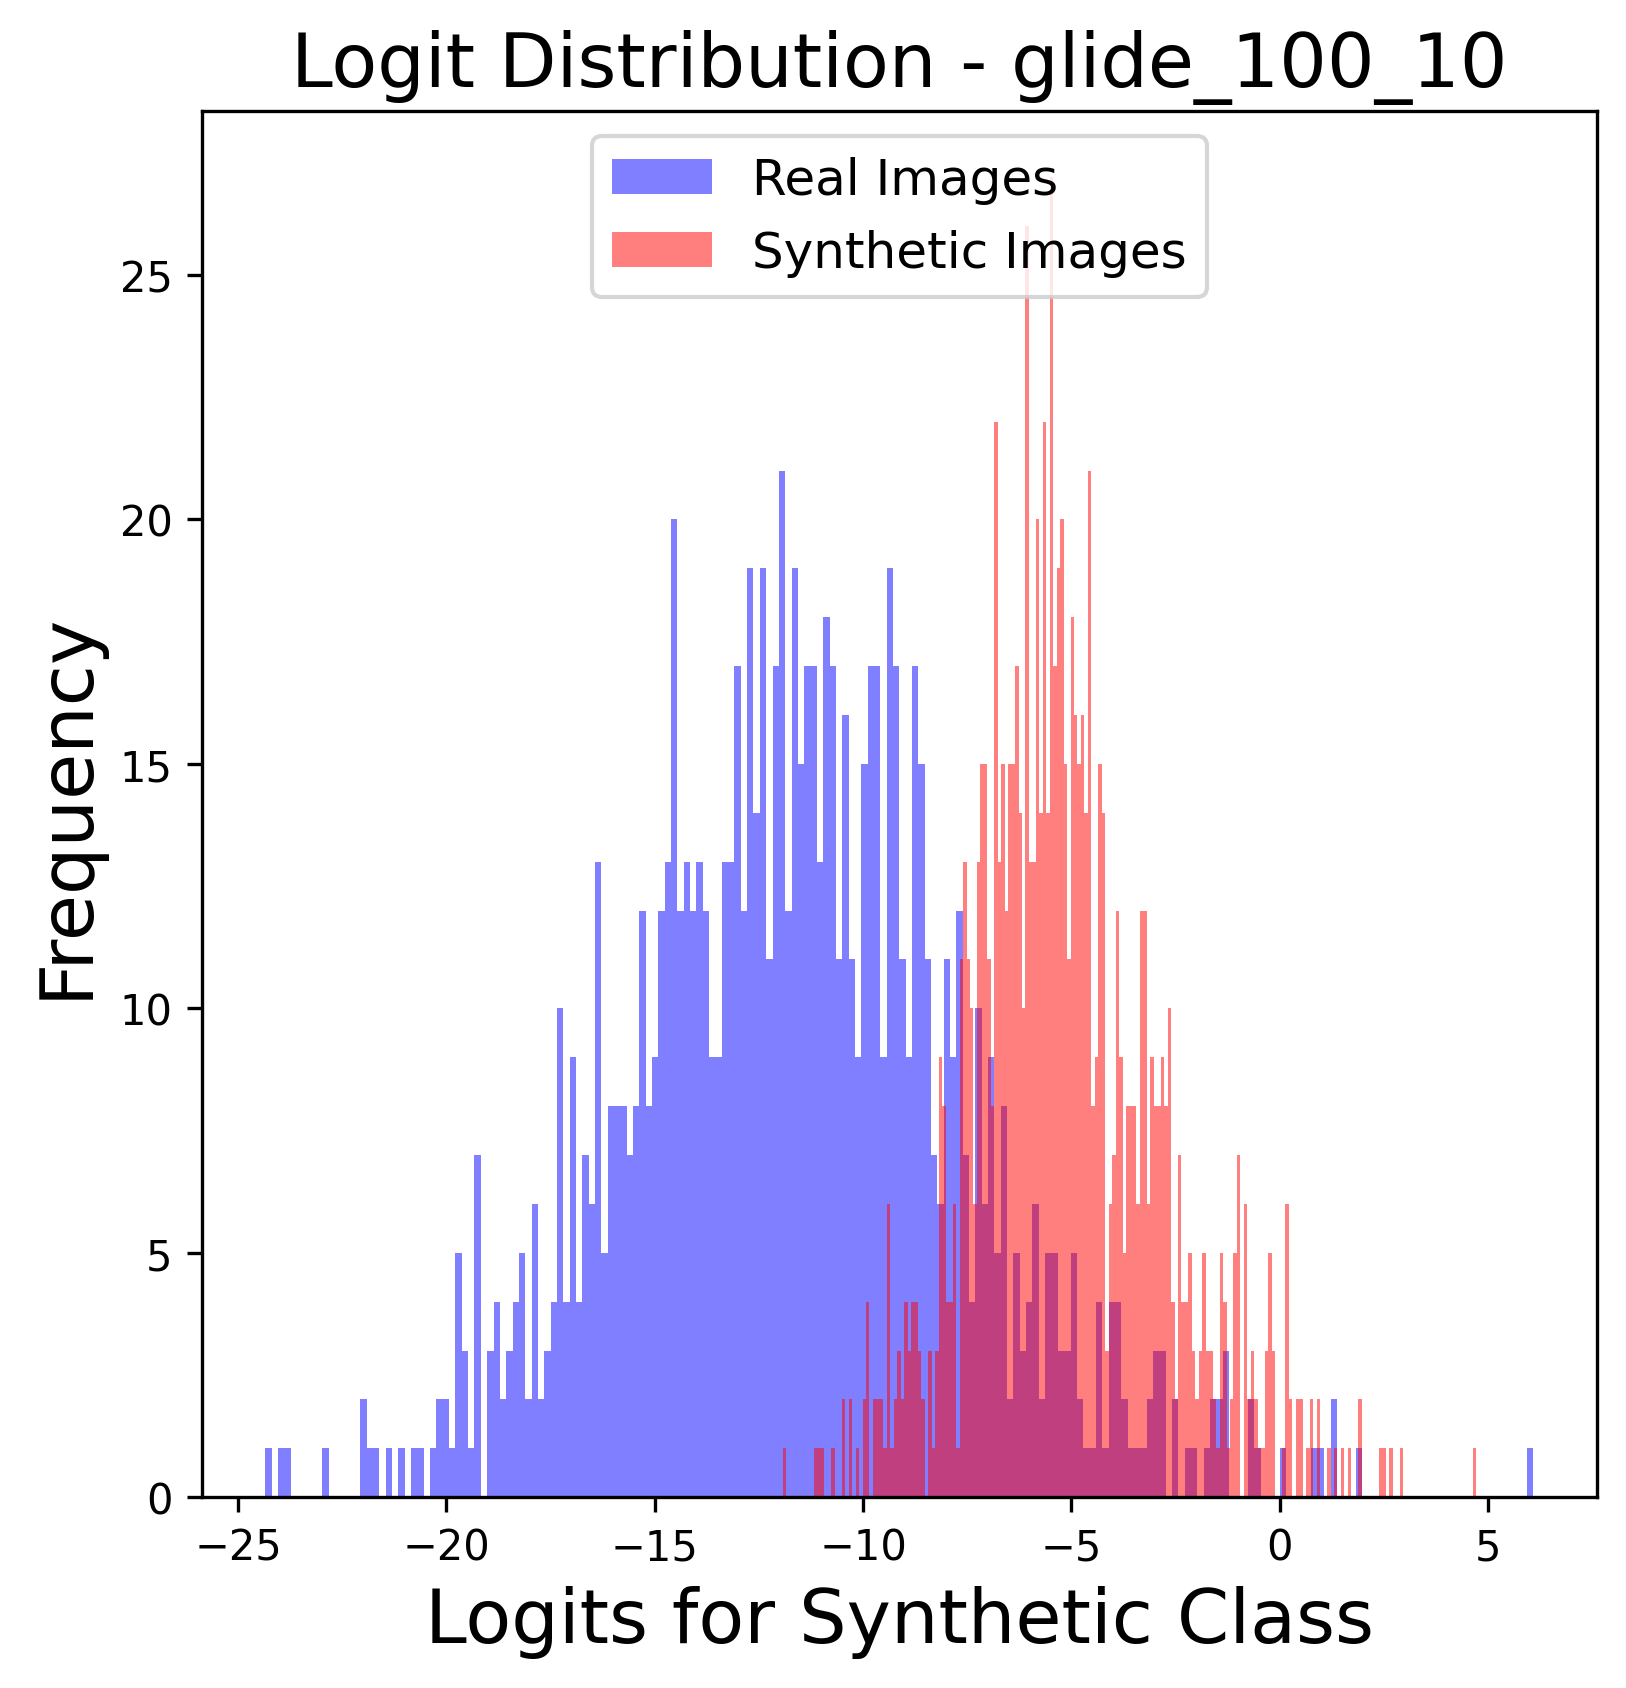 Logit Distribution - glide_100_10
Real Images
Synthetic Images
25
20
15
10
5
0
Frequency
−25
−20
−15
−10
−5
0
5
Logits for Synthetic Class